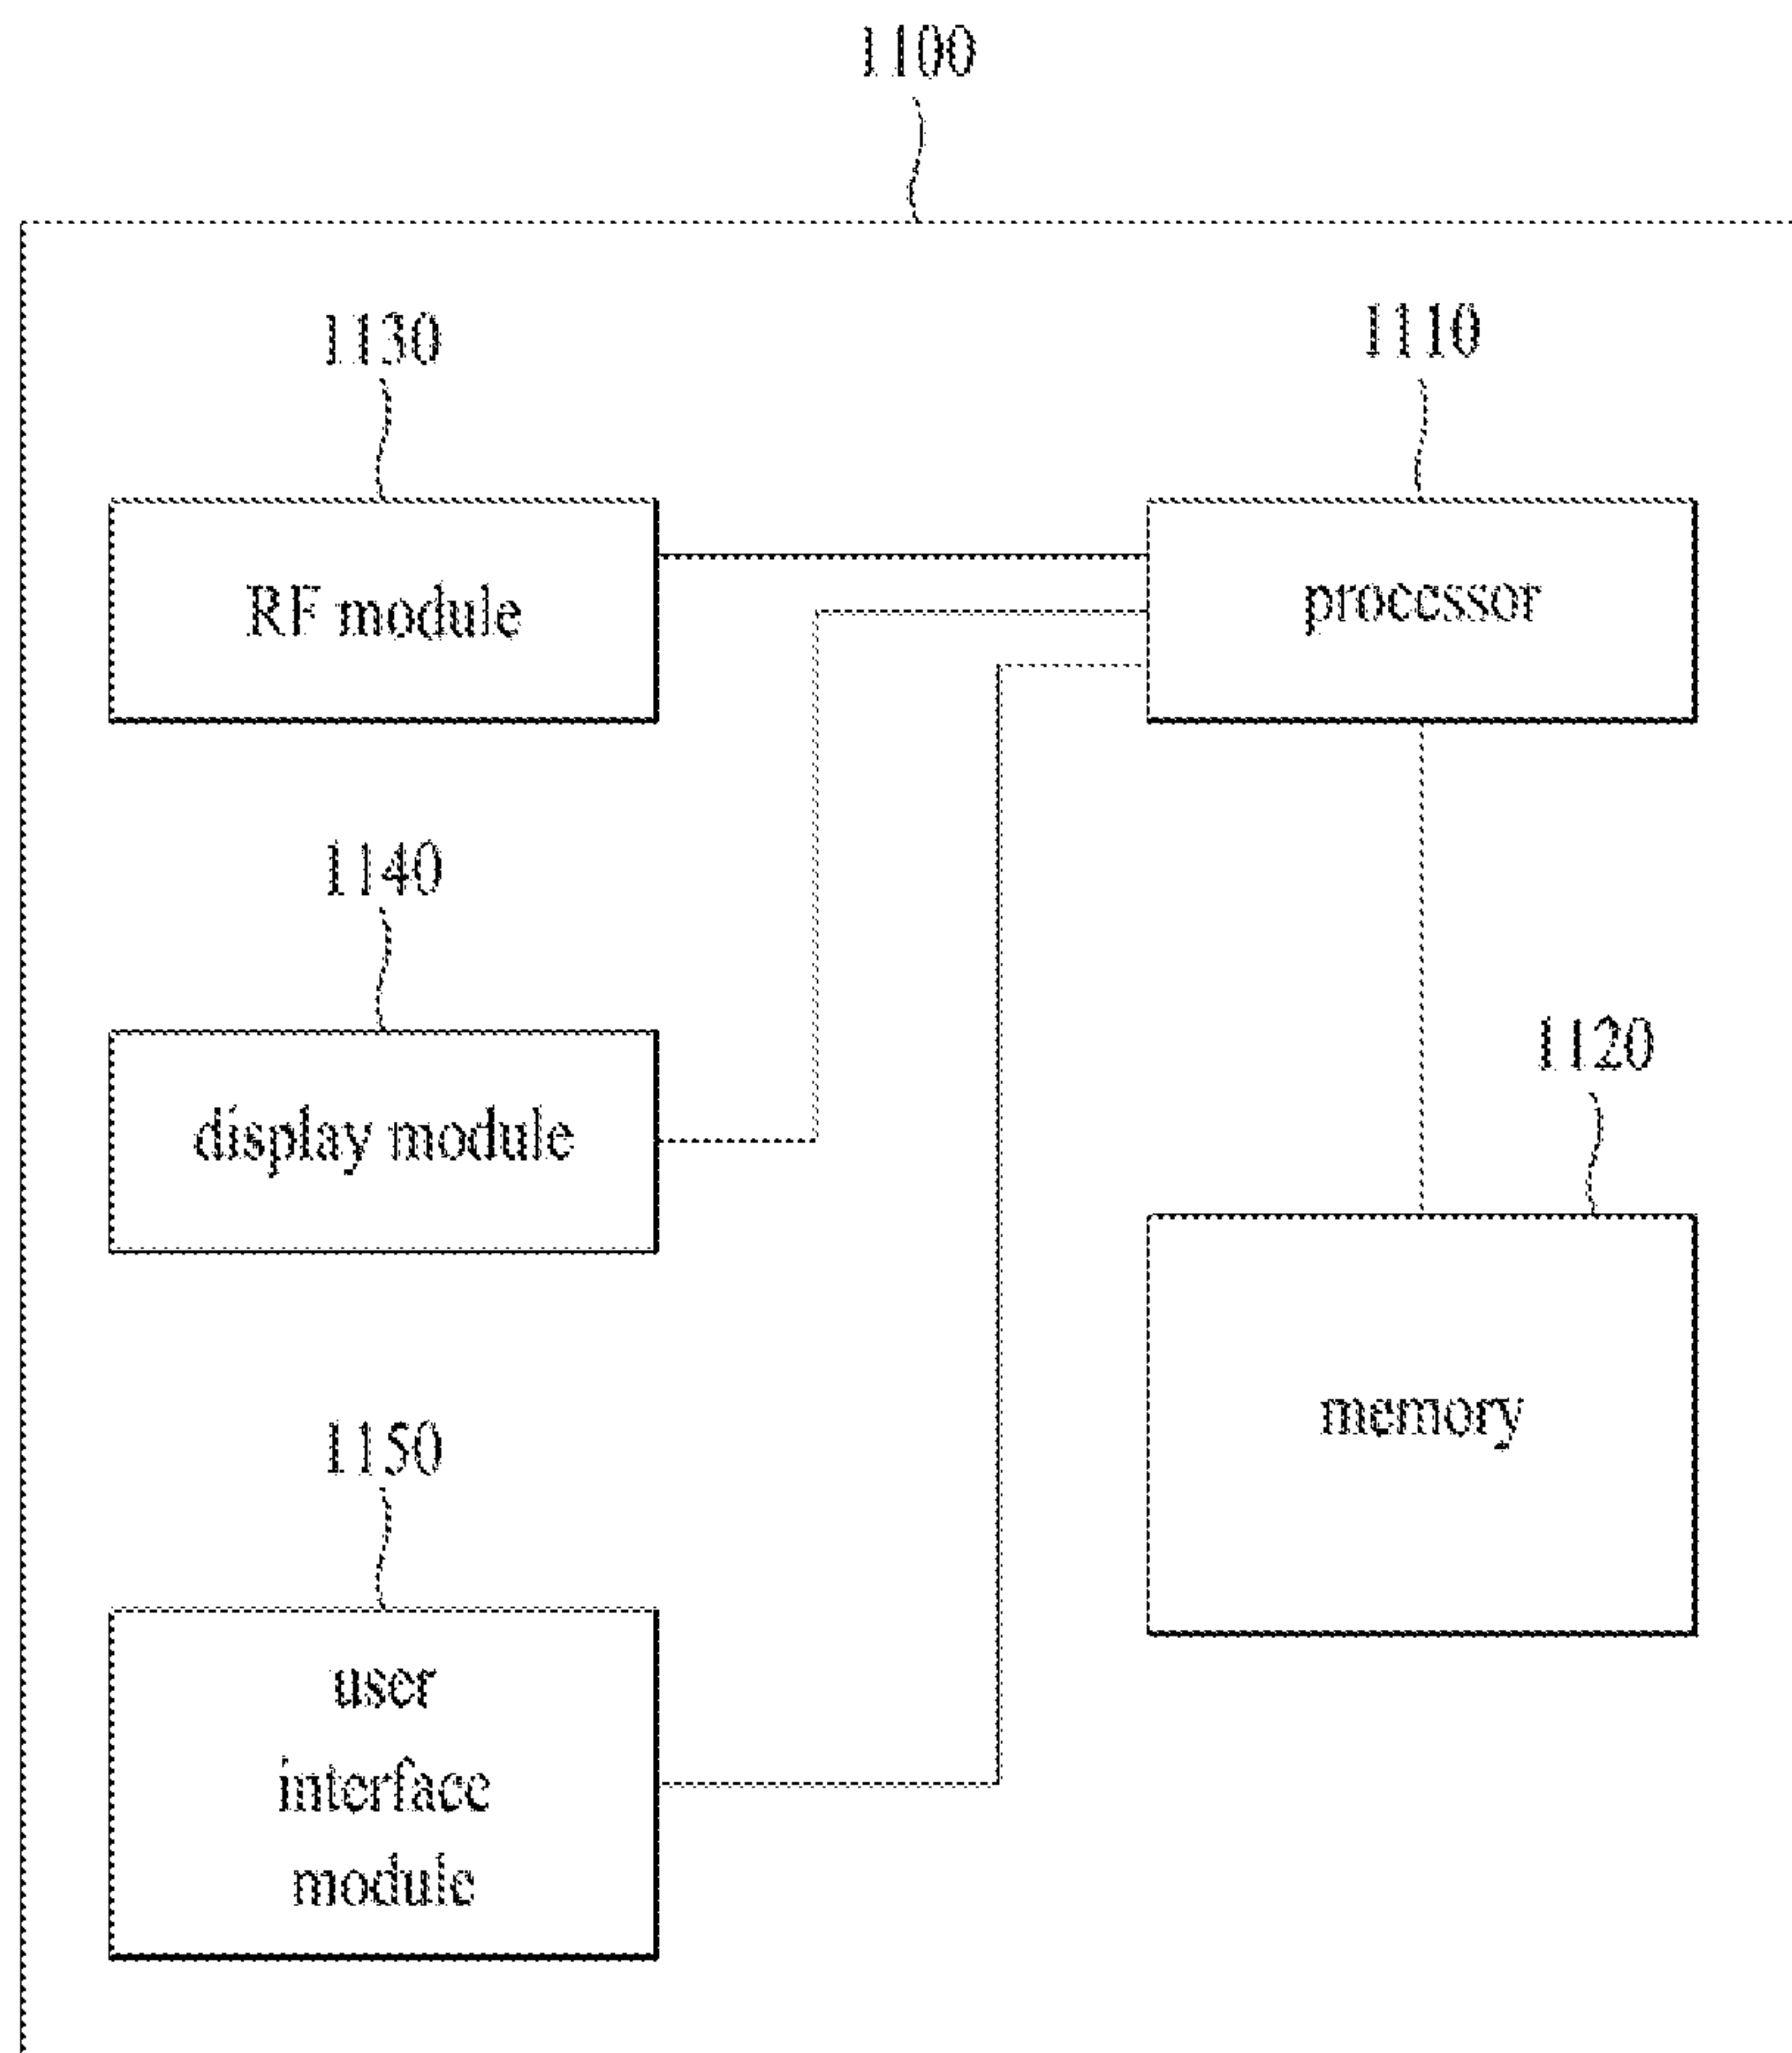 1100
1130
1110
RF module
processor
1140
1120
display module
memory
1150
user
interface
module